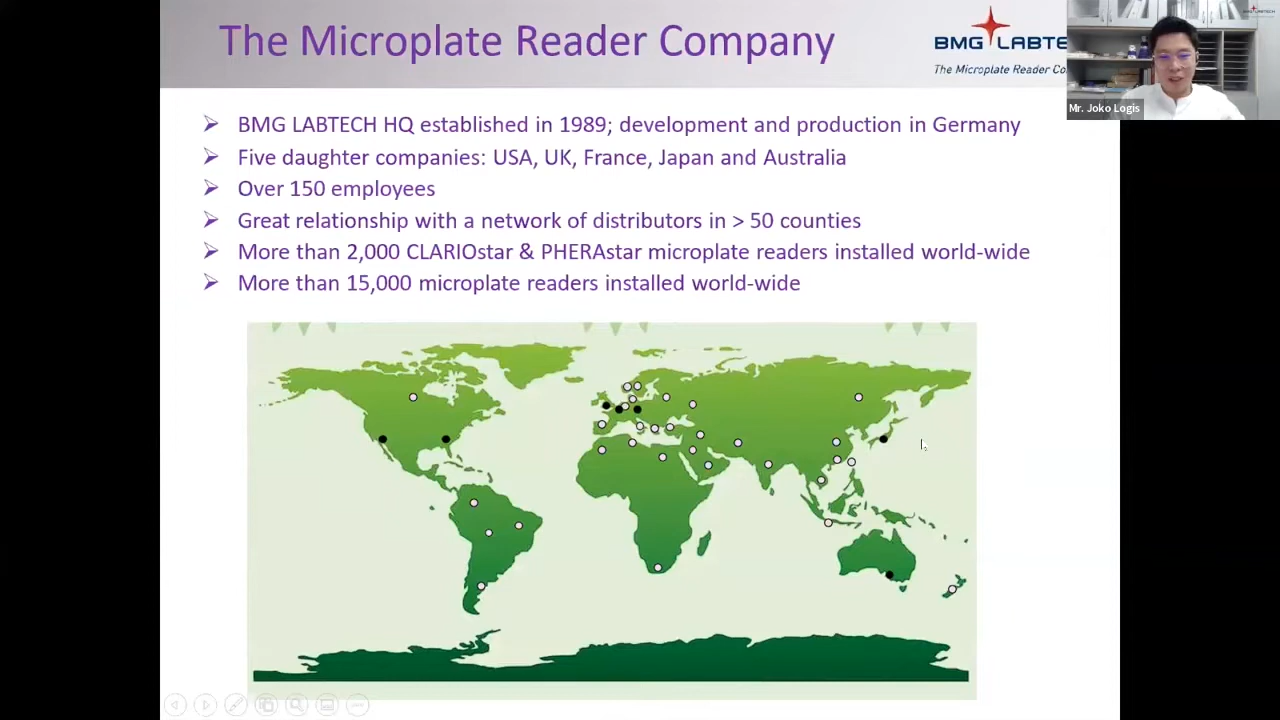 The Microplate Reader Company
BMG LABTE
The Microplate Reader Co
BMG LABTECH
Mr. Joko Logis
➢ BMG LABTECH HQ established in 1989; development and production in Germany
➢ Five daughter companies: USA, UK, France, Japan and Australia
➢ Over 150 employees
➢ Great relationship with a network of distributors in > 50 counties
➢ More than 2,000 CLARIOstar & PHERAstar microplate readers installed world-wide
➢ More than 15,000 microplate readers installed world-wide